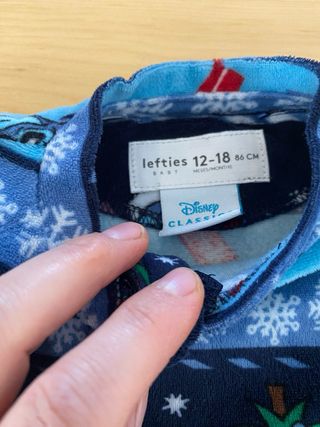 lefties 12-18 86 CM
BABY MESES/MONTHS
Disney
CLASSICS